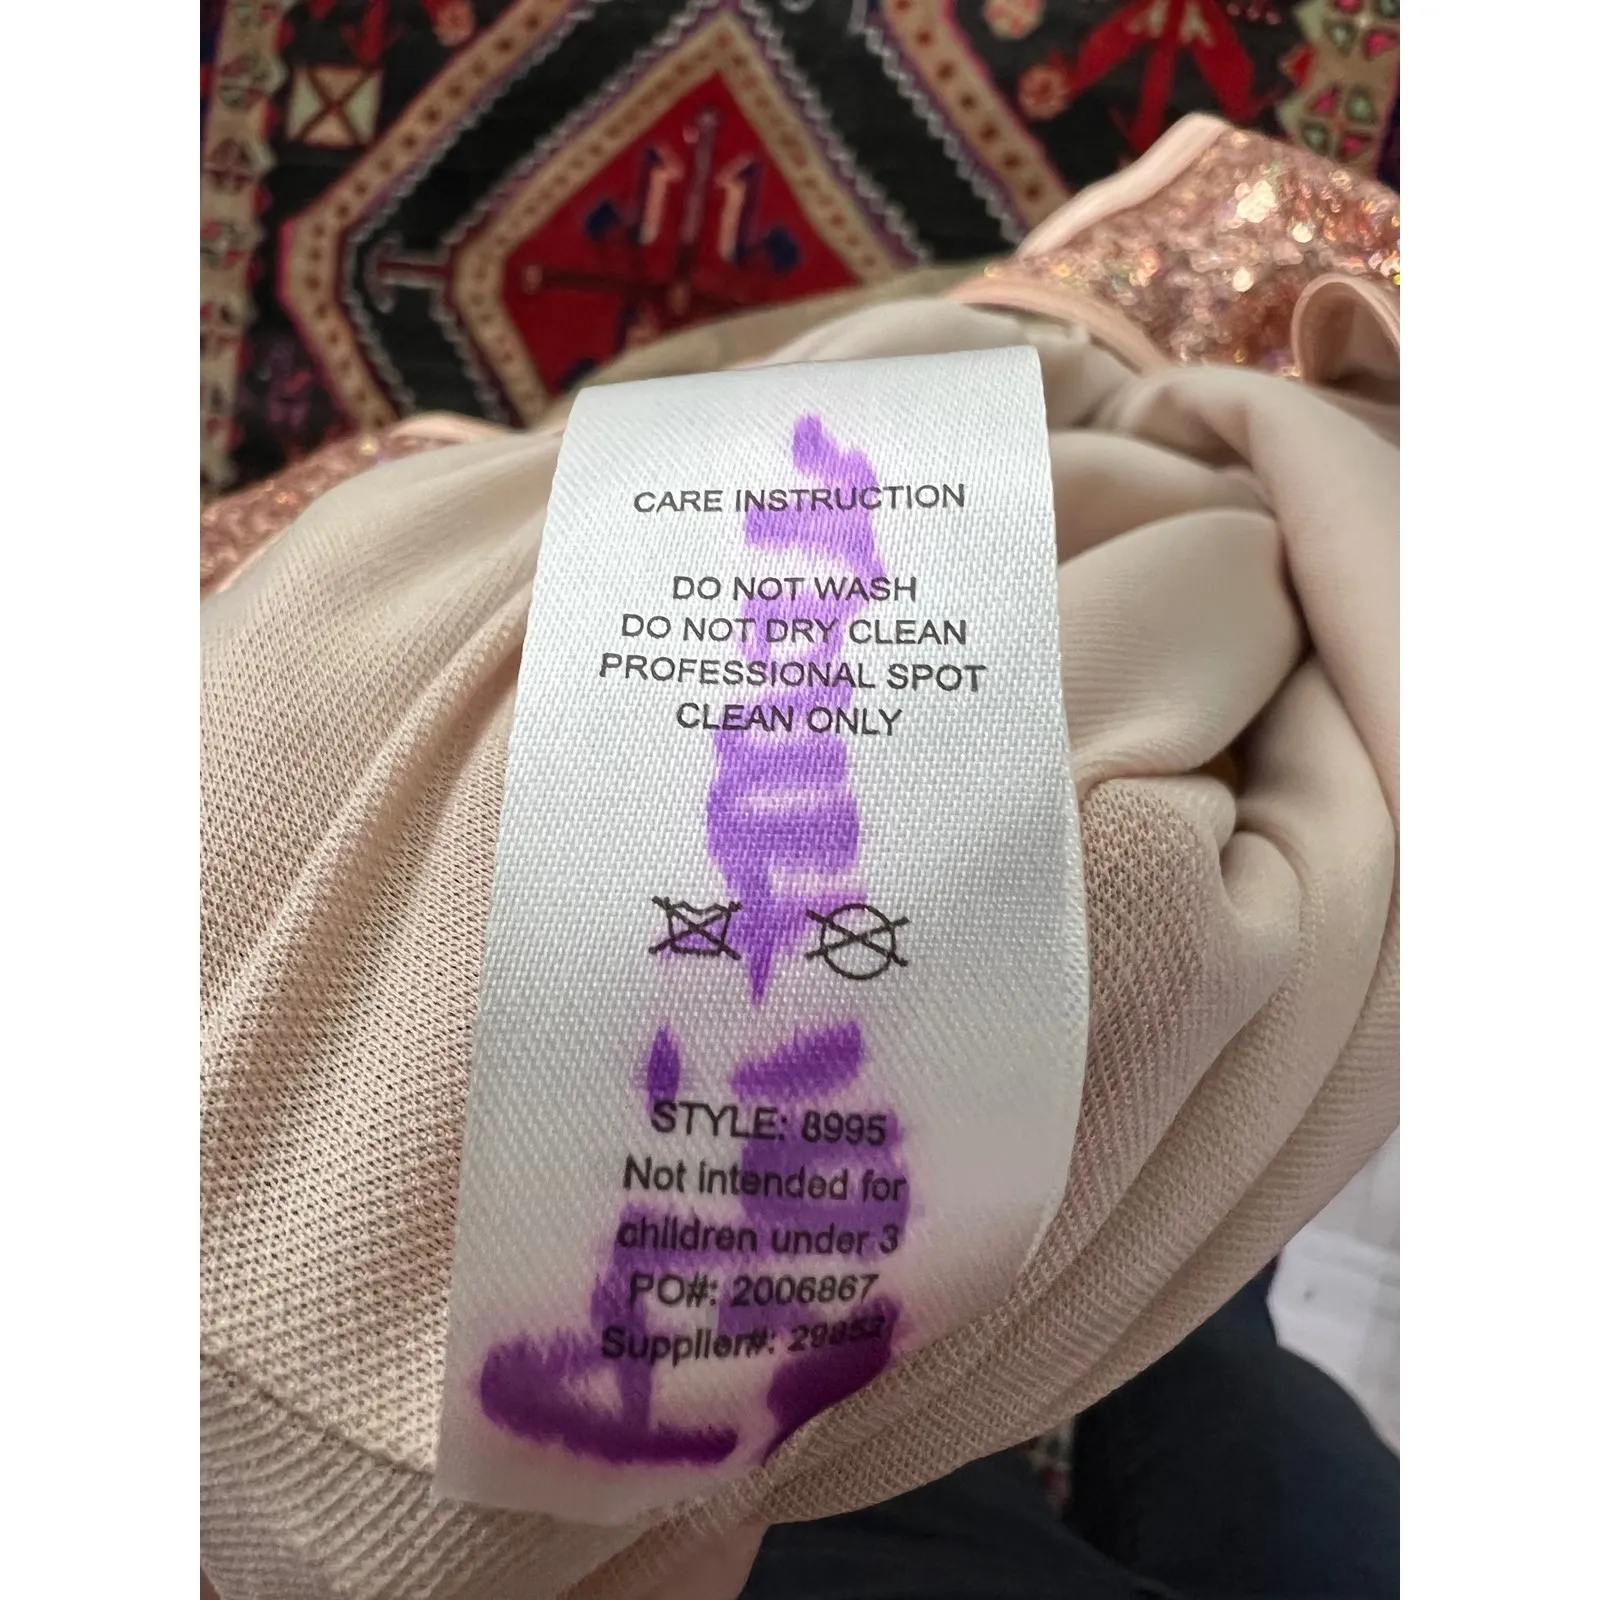 CARE INSTRUCTION
DO NOT WASH
DO NOT DRY CLEAN
PROFESSIONAL SPOT
CLEAN ONLY
STYLE: 8995
Not intended for
children under 3
PO#: 2006867
Supplier#: